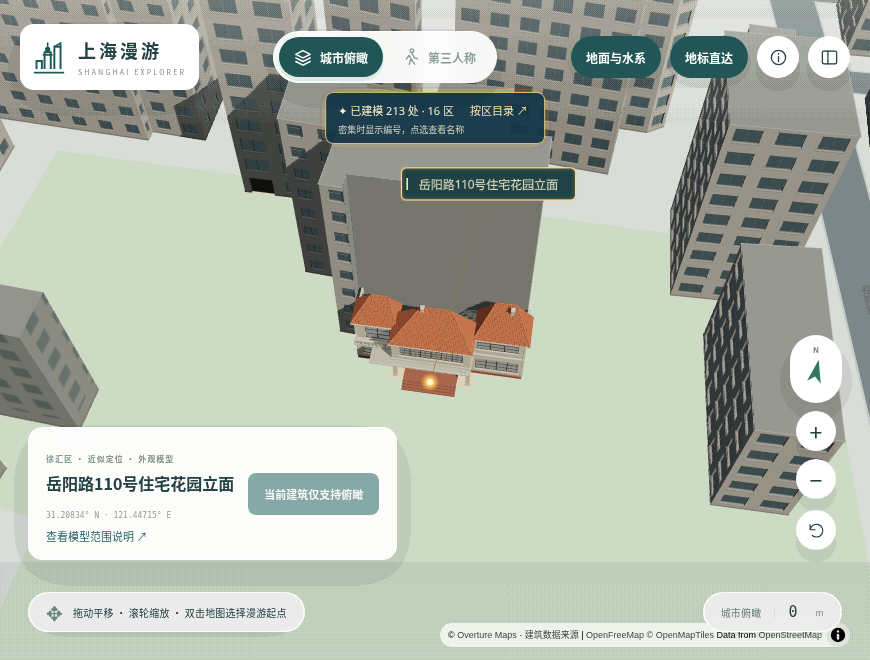 上海漫游
SHANGHAI EXPLORER
城市俯瞰
第三人称
地面与水系
地标直达
✦ 已建模 213 处 · 16 区 按区目录 ↗
密集时显示编号，点选查看名称
岳阳路110号住宅花园立面
N
徐汇区 · 近似定位 · 外观模型
岳阳路110号住宅花园立面
当前建筑仅支持俯瞰
31.20834° N · 121.44715° E
查看模型范围说明 ↗
拖动平移 · 滚轮缩放 · 双击地图选择漫游起点
城市俯瞰 0 m
© Overture Maps · 建筑数据来源 | OpenFreeMap © OpenMapTiles Data from OpenStreetMap